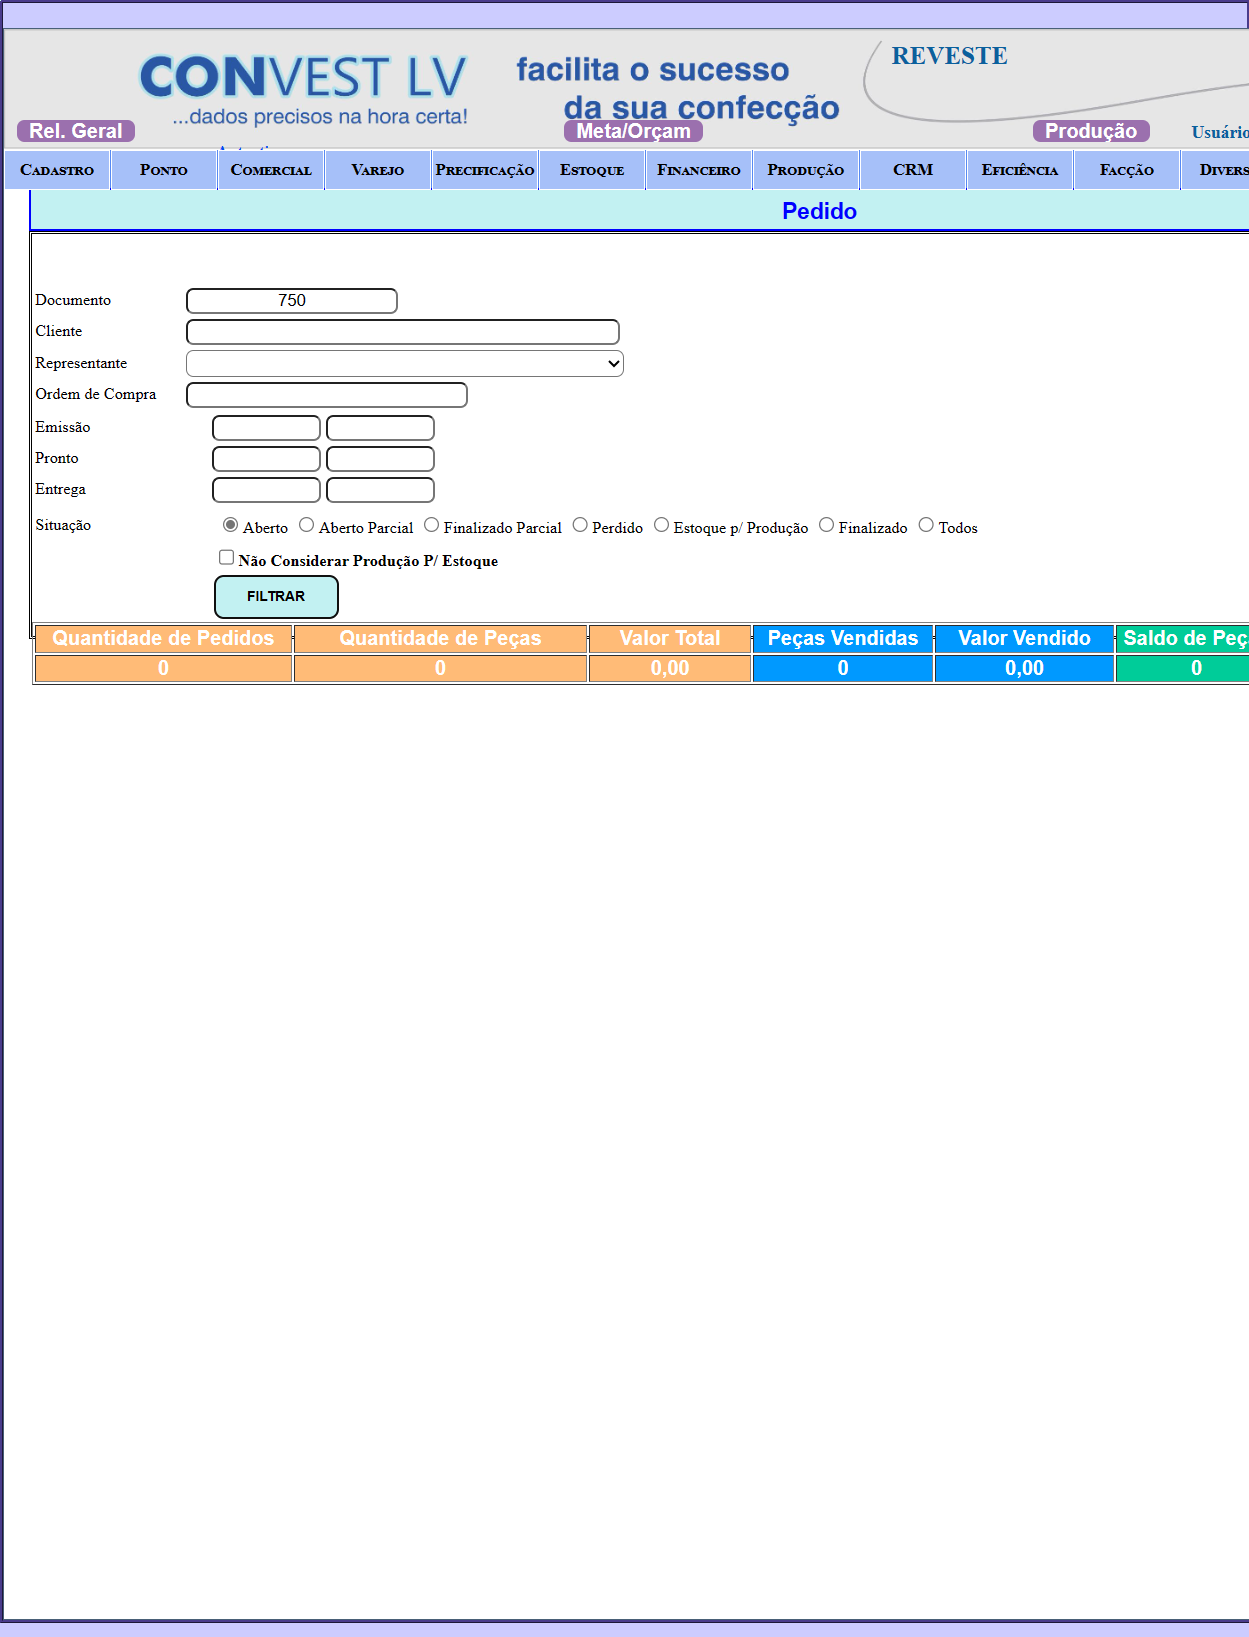 CONVEST LV
...dados precisos na hora certa!
facilita o sucesso
da sua confecção
REVESTE
Rel. Geral
Meta/Orçam
Produção
Usuário
CADASTRO PONTO COMERCIAL VAREJO PRECIFICAÇÃO ESTOQUE FINANCEIRO PRODUÇÃO CRM EFICIÊNCIA FACÇÃO DIVERS
Pedido
Documento 750
Cliente
Representante
Ordem de Compra
Emissão
Pronto
Entrega
Situação Aberto Aberto Parcial Finalizado Parcial Perdido Estoque p/ Produção Finalizado Todos
Não Considerar Produção P/ Estoque
FILTRAR
Quantidade de Pedidos Quantidade de Peças Valor Total Peças Vendidas Valor Vendido Saldo de Peç
0 0 0,00 0 0,00 0